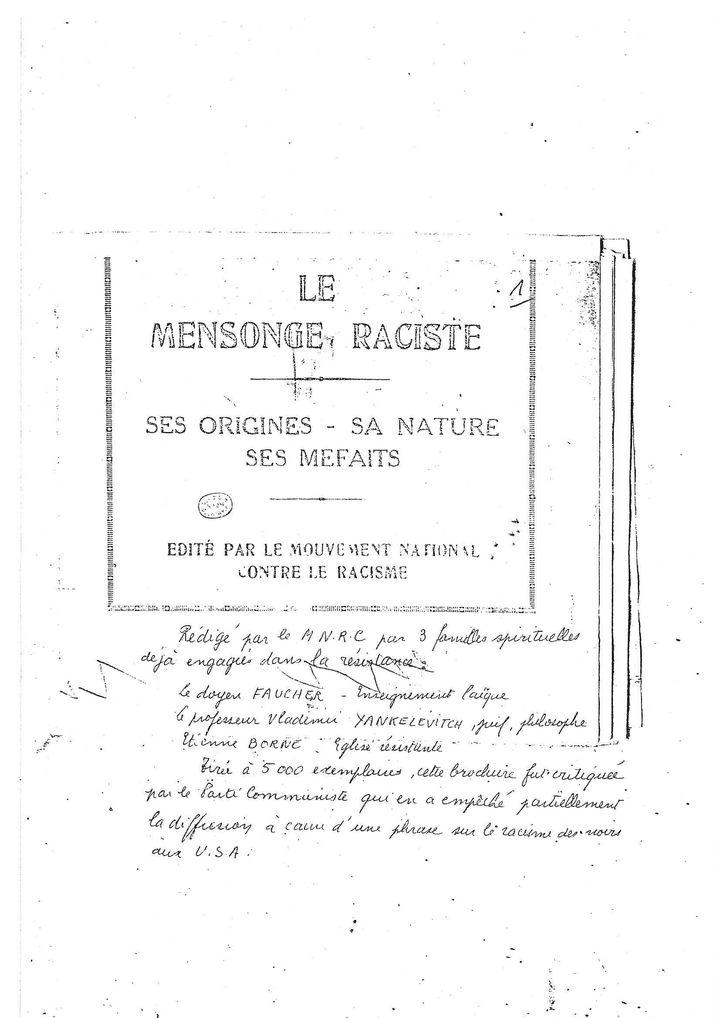 LE
1
MENSONGE RACISTE
SES ORIGINES - SA NATURE
SES MEFAITS
EDITÉ PAR LE MOUVEMENT NATIONAL
CONTRE LE RACISME
Rédigé par le M.N.R.C par 3 familles spirituelles
déjà engagées dans la résistance :
Le doyen FAUCHER - Enseignement laïque
le professeur Vladimir YANKELEVITCH, juif, philosophe
Etienne BORNE : Eglise résistante
Tirée à 5 000 exemplaires, cette brochure fut critiquée
par le Parti Communiste qui en a empêché partiellement
la diffusion à cause d'une phrase sur le racisme des noirs
aux U.S.A.